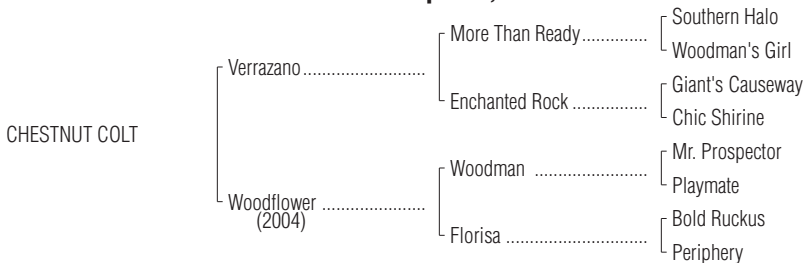 Southern Halo
More Than Ready..............
Woodman's Girl
Verrazano..........................
Giant's Causeway
Enchanted Rock ................
Chic Shirine
CHESTNUT COLT
Mr. Prospector
Woodman ........................
Playmate
Woodflower ......................
(2004)
Bold Ruckus
Florisa ..............................
Periphery